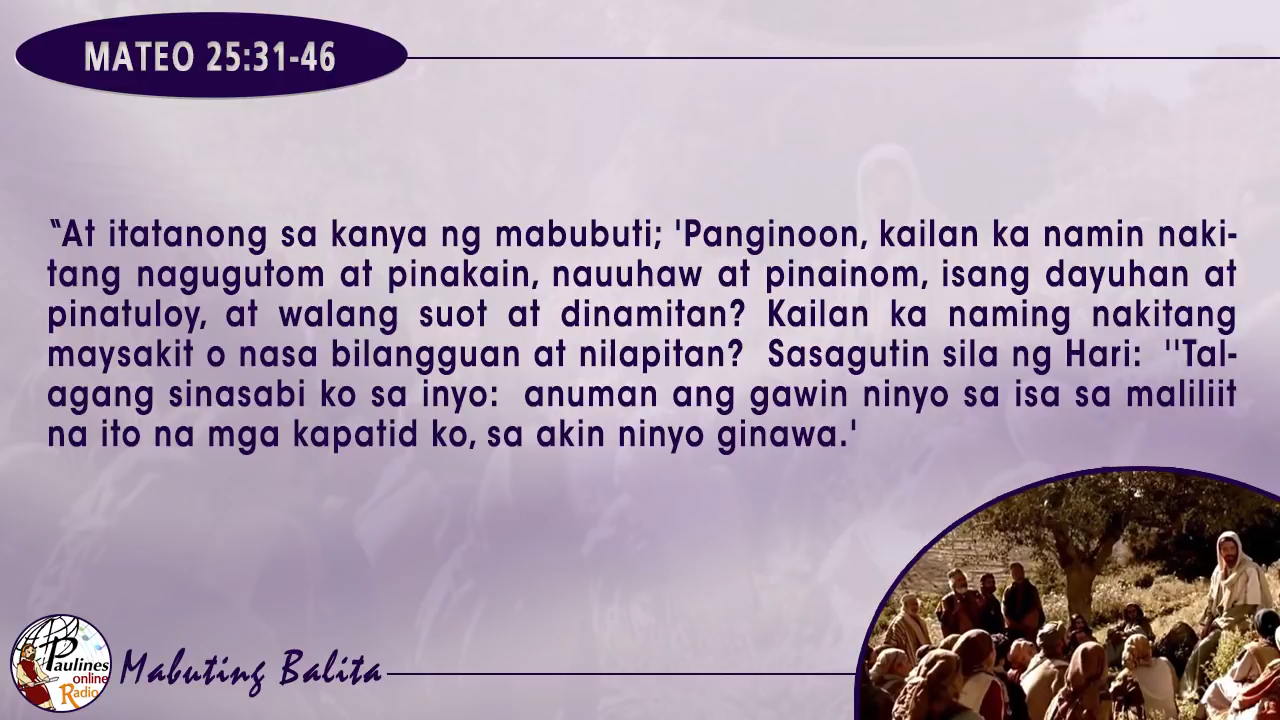 MATEO 25:31-46
“At itatanong sa kanya ng mabubuti; 'Panginoon, kailan ka namin naki-
tang nagugutom at pinakain, nauuhaw at pinainom, isang dayuhan at
pinatuloy, at walang suot at dinamitan? Kailan ka naming nakitang
maysakit o nasa bilangguan at nilapitan?  Sasagutin sila ng Hari:  ''Tal-
agang sinasabi ko sa inyo:  anuman ang gawin ninyo sa isa sa maliliit
na ito na mga kapatid ko, sa akin ninyo ginawa.'
Paulines
online
Radio
Mabuting Balita